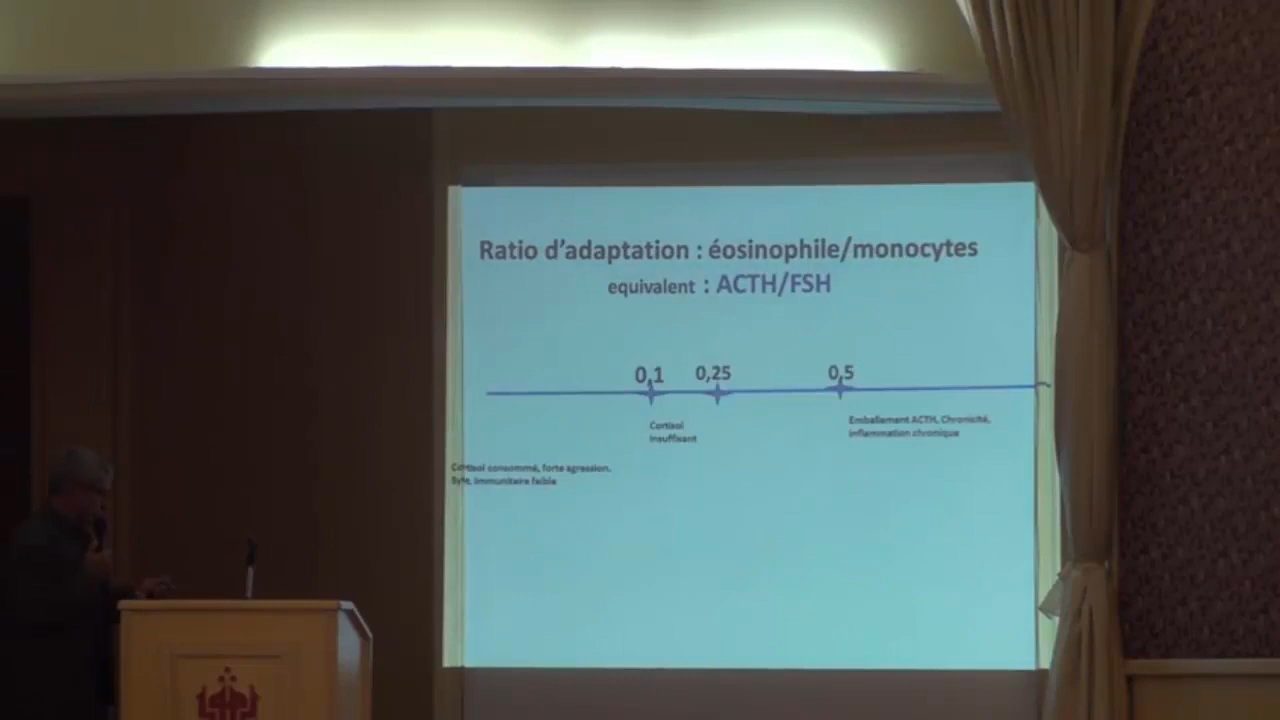 Ratio d'adaptation : éosinophile/monocytes
equivalent : ACTH/FSH
0,1 0,25 0,5
Cortisol
insuffisant
Emballement ACTH, Chronicité,
inflammation chronique
Cortisol consommé, forte agression.
Syst. immunitaire faible